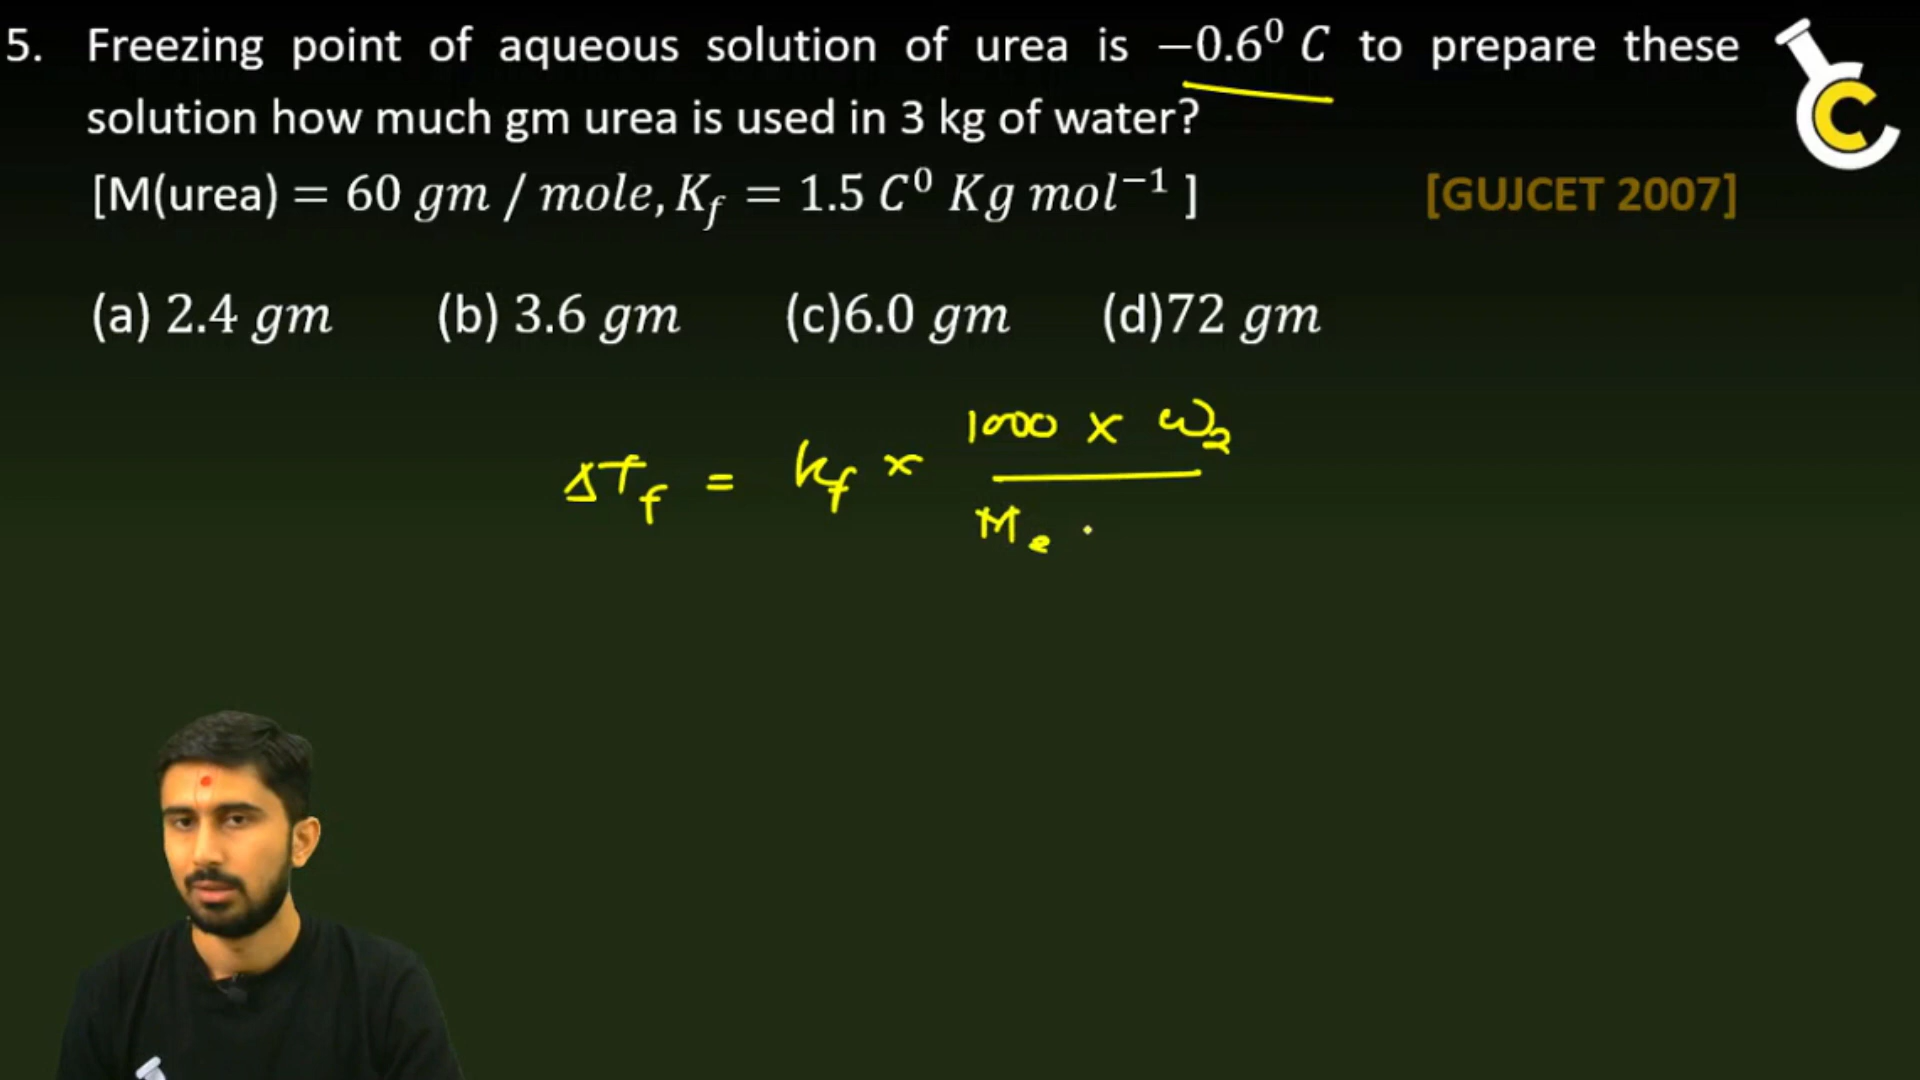 5. Freezing point of aqueous solution of urea is −0.6⁰ C to prepare these
solution how much gm urea is used in 3 kg of water?
[M(urea) = 60 gm / mole, K_f = 1.5 C⁰ Kg mol⁻¹ ] [GUJCET 2007]
(a) 2.4 gm (b) 3.6 gm (c)6.0 gm (d)72 gm
1000 × ω₂
ΔT_f = K_f ×
M₂ .